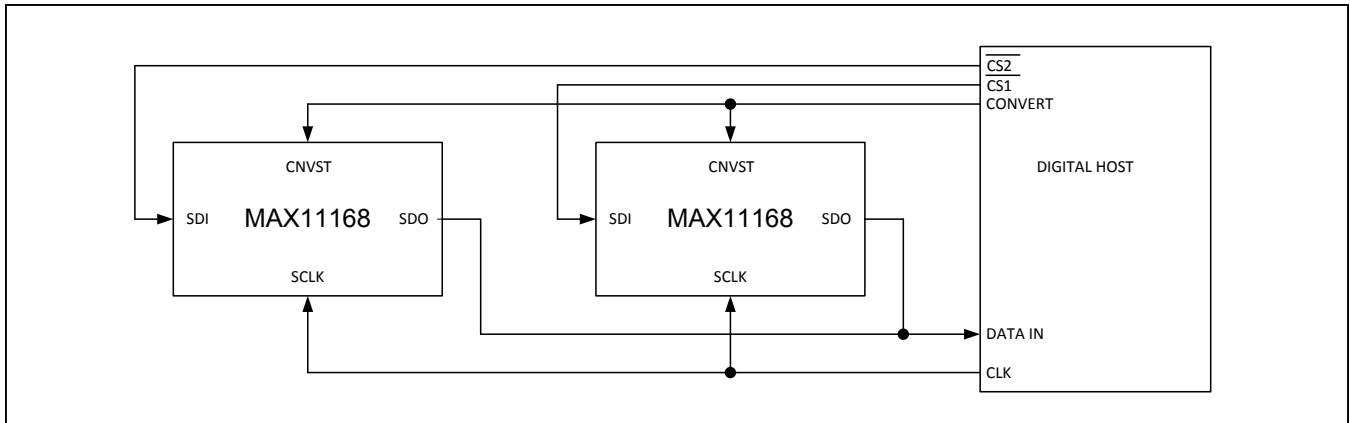 CS2
CS1
CONVERT
CNVST
CNVST
DIGITAL HOST
SDI MAX11168 SDO
SDI MAX11168 SDO
SCLK
SCLK
DATA IN
CLK